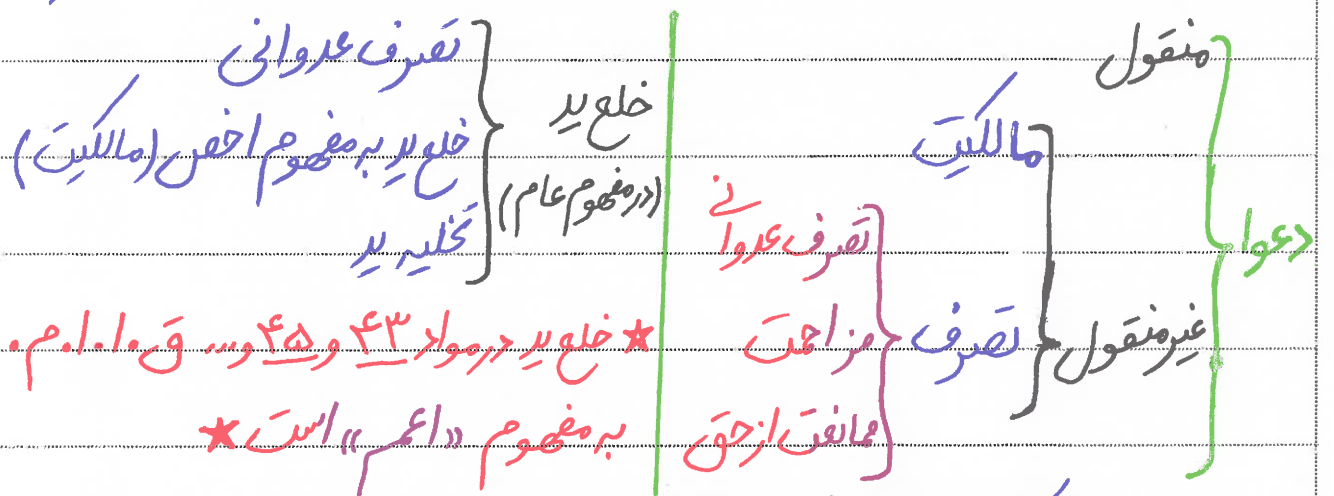 دعوا
منقول
غیرمنقول
مالکیت
تصرف
تصرف عدوانی
مزاحمت
ممانعت از حق
خلع ید
(در مفهوم عام)
تصرف عدوانی
خلع ید به مفهوم اخص (مالکیت)
تخلیه ید
★ خلع ید در مواد ۴۳ و ۴۵ و... ق.ا.ا.م.
به مفهوم «اعم» است ★